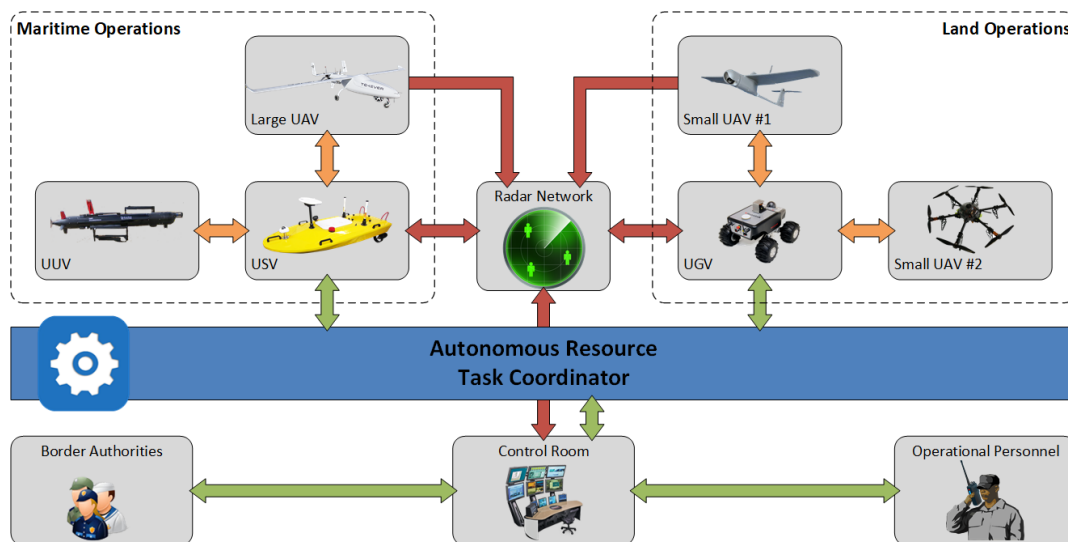 Maritime Operations
Land Operations
TEKEVER
Large UAV
Small UAV #1
Radar Network
UUV
USV
UGV
Small UAV #2
Autonomous Resource
Task Coordinator
Border Authorities
Control Room
Operational Personnel